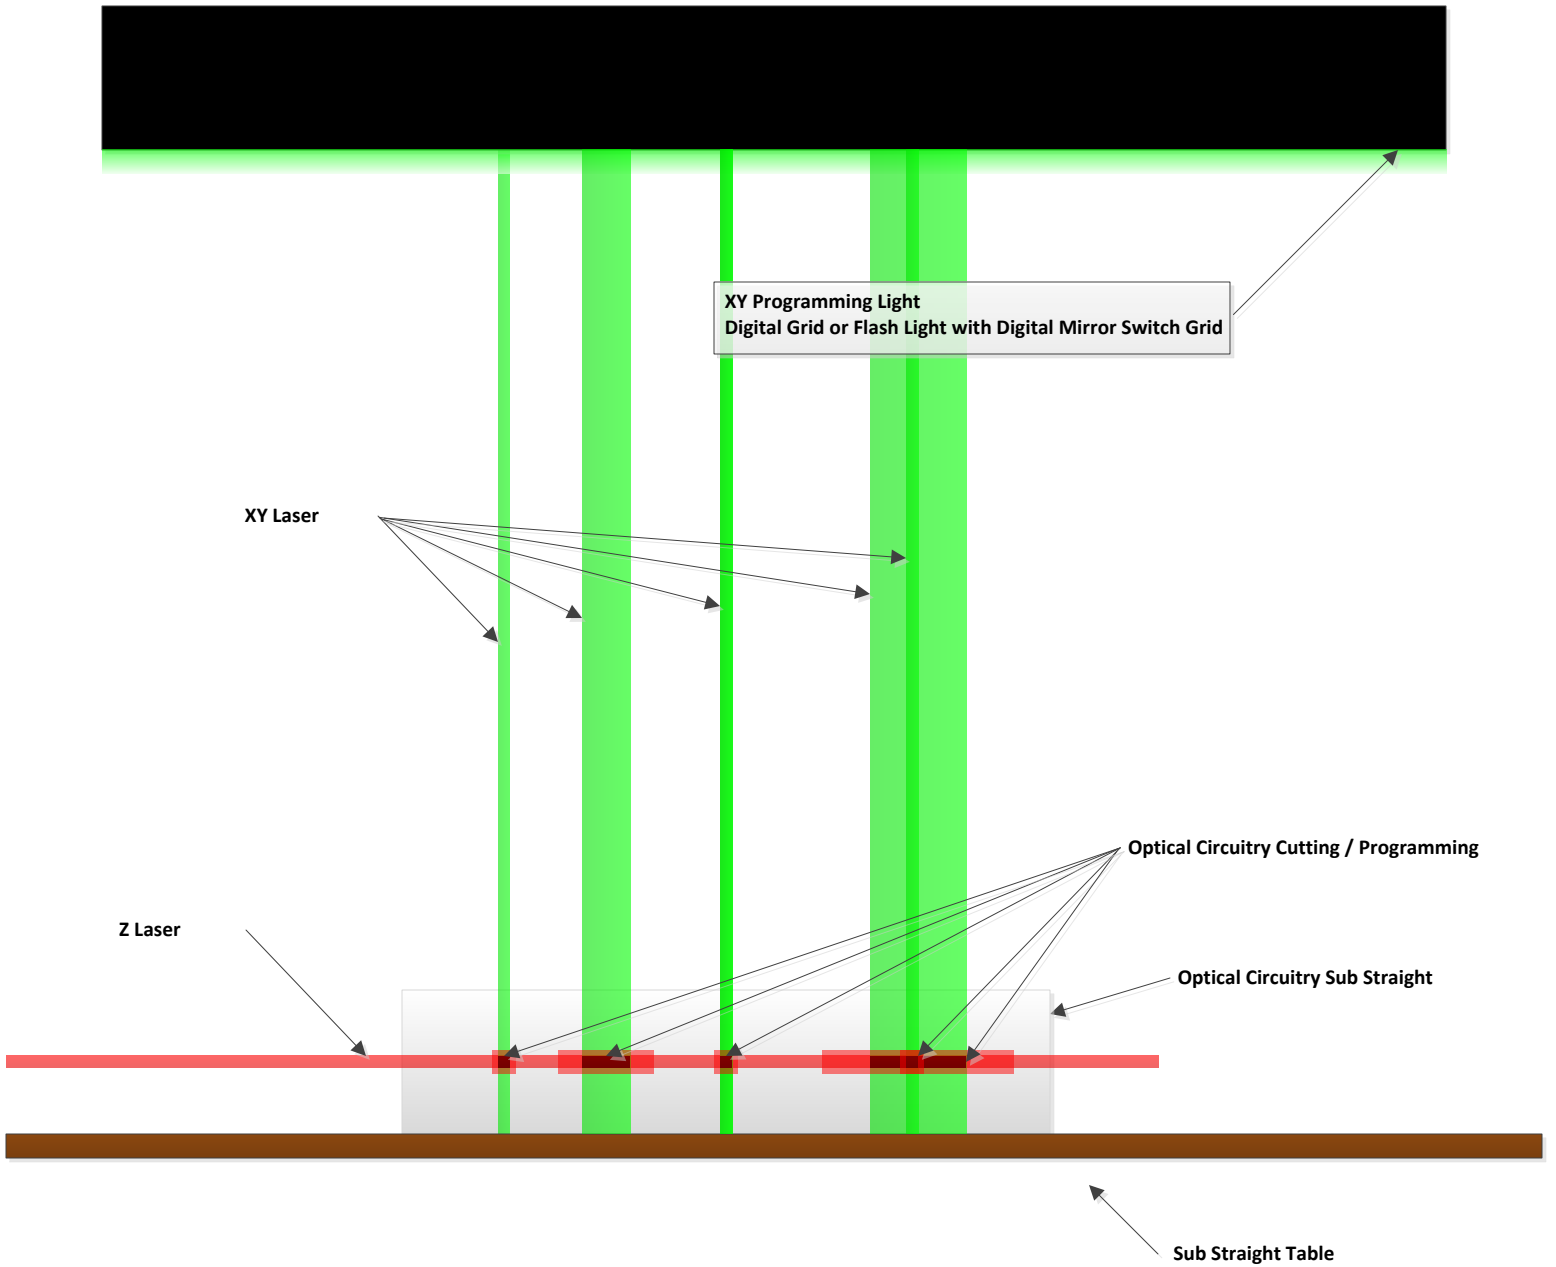 XY Programming Light
Digital Grid or Flash Light with Digital Mirror Switch Grid
XY Laser
Optical Circuitry Cutting / Programming
Z Laser
Optical Circuitry Sub Straight
Sub Straight Table